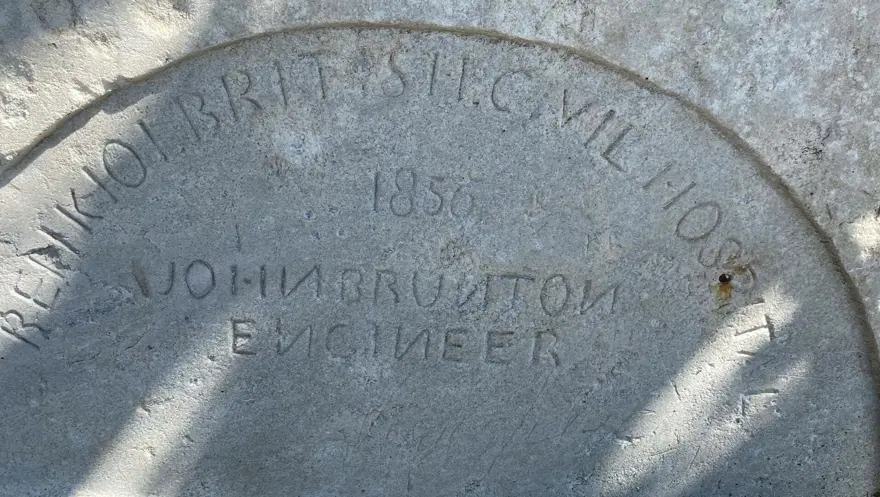 RENKIOI.BRITISH.CIVIL.HOSPITAL
1856
JOHN BRUNTON
ENGINEER